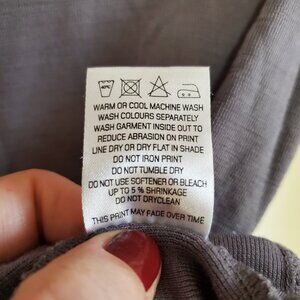 40°C
WARM OR COOL MACHINE WASH
WASH COLOURS SEPARATELY
WASH GARMENT INSIDE OUT TO
REDUCE ABRASION ON PRINT
LINE DRY OR DRY FLAT IN SHADE
DO NOT IRON PRINT
DO NOT TUMBLE DRY
DO NOT USE SOFTENER OR BLEACH
UP TO 5 % SHRINKAGE
DO NOT DRYCLEAN
THIS PRINT MAY FADE OVER TIME